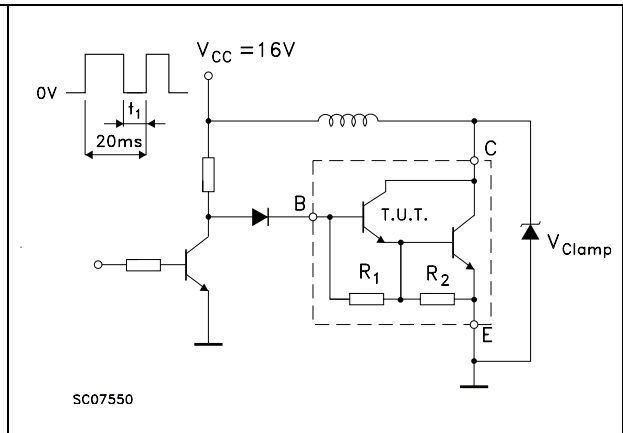 V_CC = 16V
0V
t_1
20ms
C
B
T.U.T.
V_Clamp
R_1
R_2
E
SC07550